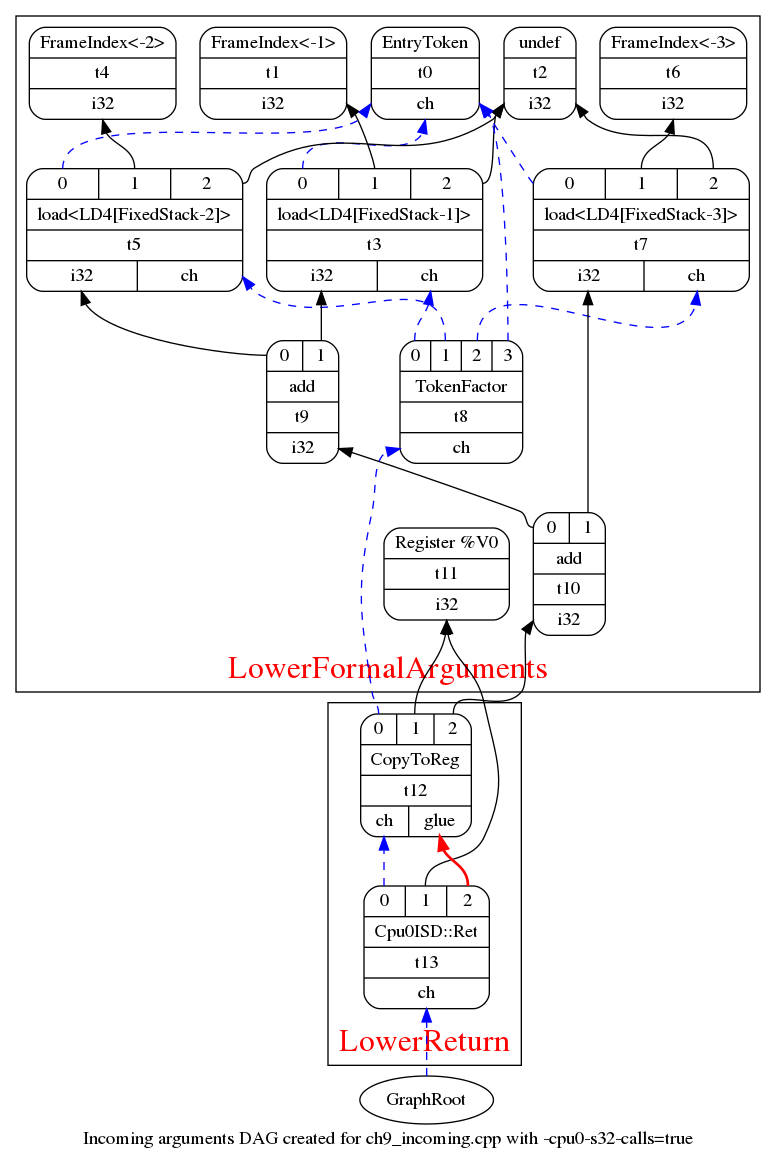 FrameIndex<-2>
t4
i32
FrameIndex<-1>
t1
i32
EntryToken
t0
ch
undef
t2
i32
FrameIndex<-3>
t6
i32
0 1 2
load<LD4[FixedStack-2]>
t5
i32 ch
0 1 2
load<LD4[FixedStack-1]>
t3
i32 ch
0 1 2
load<LD4[FixedStack-3]>
t7
i32 ch
0 1
add
t9
i32
0 1 2 3
TokenFactor
t8
ch
Register %V0
t11
i32
0 1
add
t10
i32
LowerFormalArguments
0 1 2
CopyToReg
t12
ch glue
0 1 2
Cpu0ISD::Ret
t13
ch
LowerReturn
GraphRoot
Incoming arguments DAG created for ch9_incoming.cpp with -cpu0-s32-calls=true